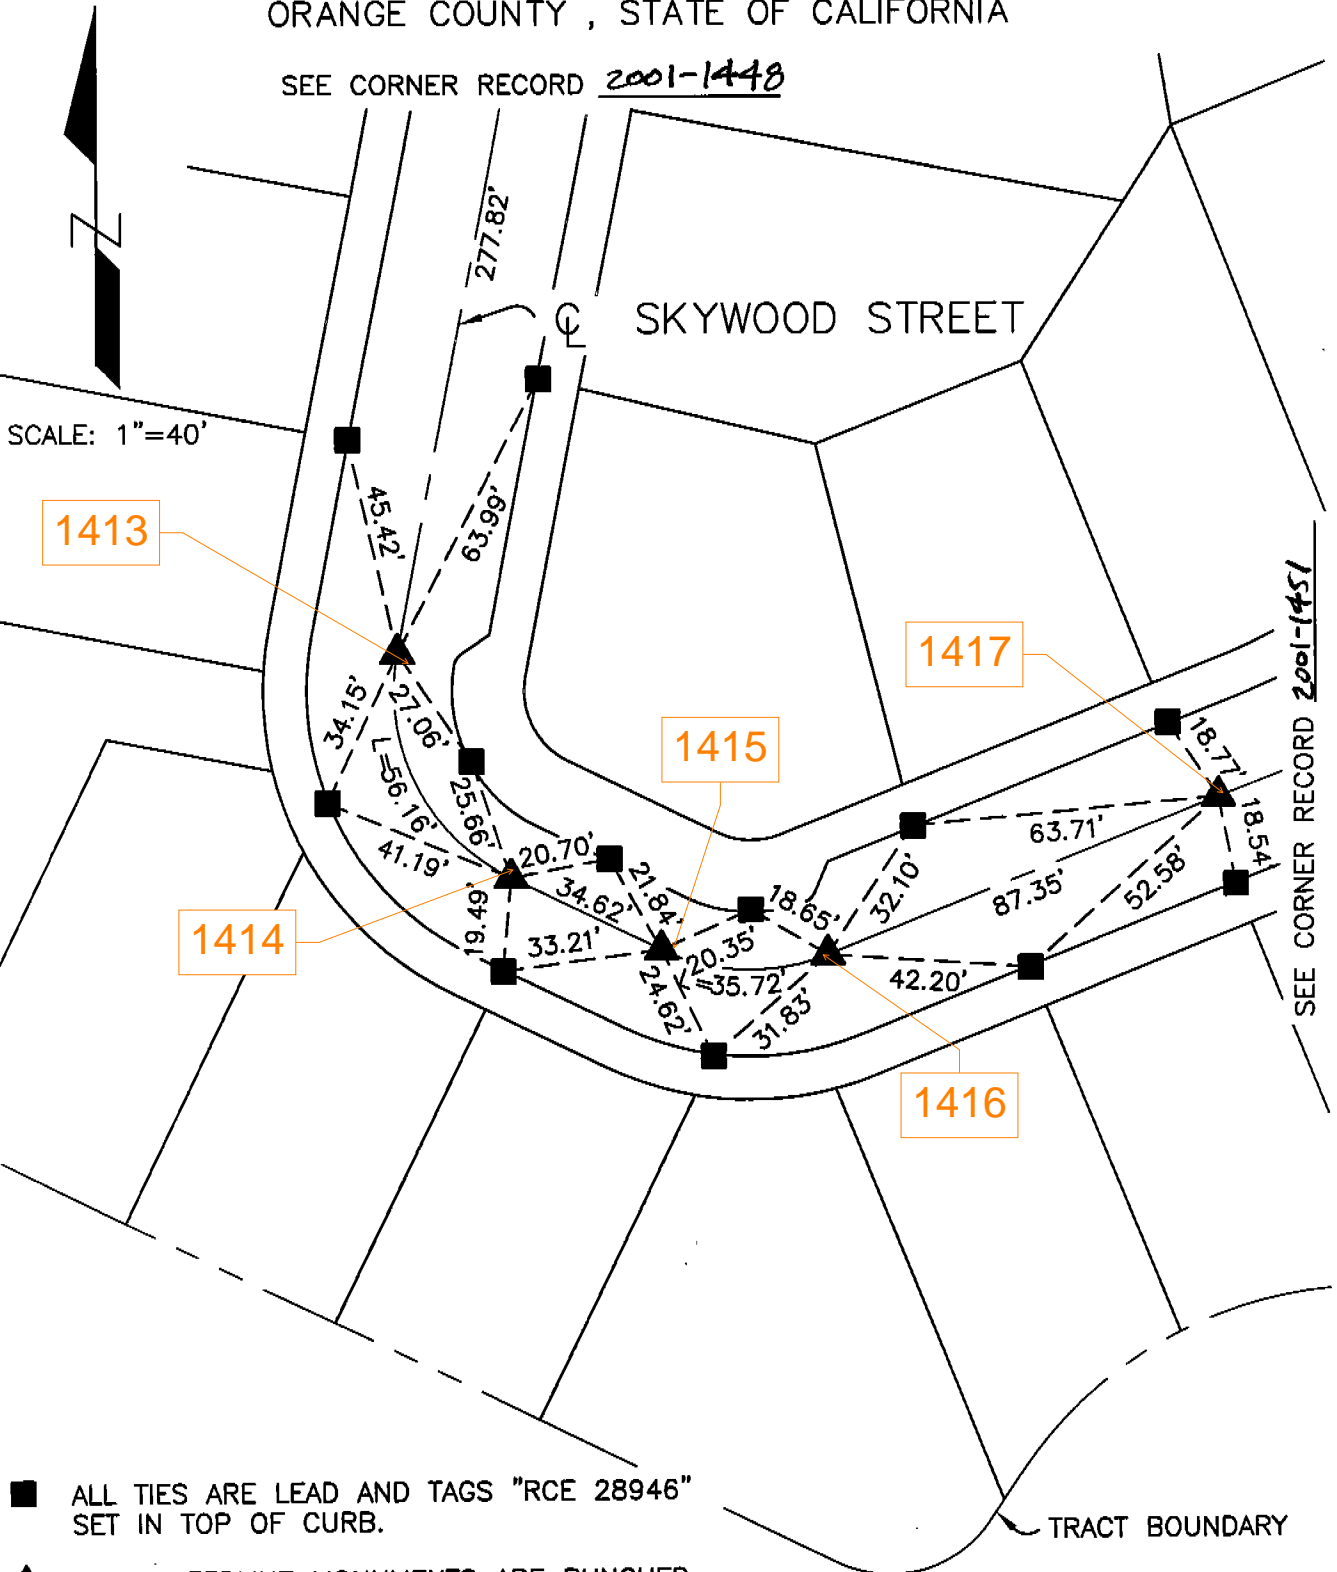 ORANGE COUNTY , STATE OF CALIFORNIA
SEE CORNER RECORD 2001-1448
277.82'
℄ SKYWOOD STREET
N
SCALE: 1"=40'
1413
45.42'
63.99'
1417
SEE CORNER RECORD 2001-1451
34.15'
27.06'
L=56.16'
25.66'
41.19'
1415
18.77'
18.54'
63.71'
20.70'
21.84'
34.62'
18.65'
32.10'
87.35'
52.58'
1414
19.49'
33.21'
20.35'
L=35.72'
24.62'
31.83'
42.20'
1416
ALL TIES ARE LEAD AND TAGS "RCE 28946"
SET IN TOP OF CURB.
TRACT BOUNDARY
MONUMENTS ARE PUNCHED